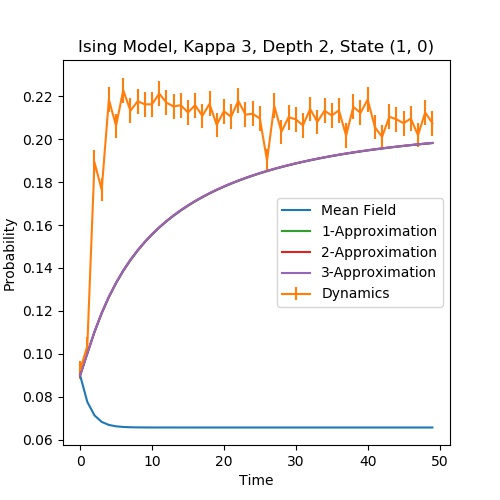 Ising Model, Kappa 3, Depth 2, State (1, 0)
0.22
0.20
0.18
0.16
0.14
0.12
0.10
0.08
0.06
Probability
Mean Field
1-Approximation
2-Approximation
3-Approximation
Dynamics
0 10 20 30 40 50
Time